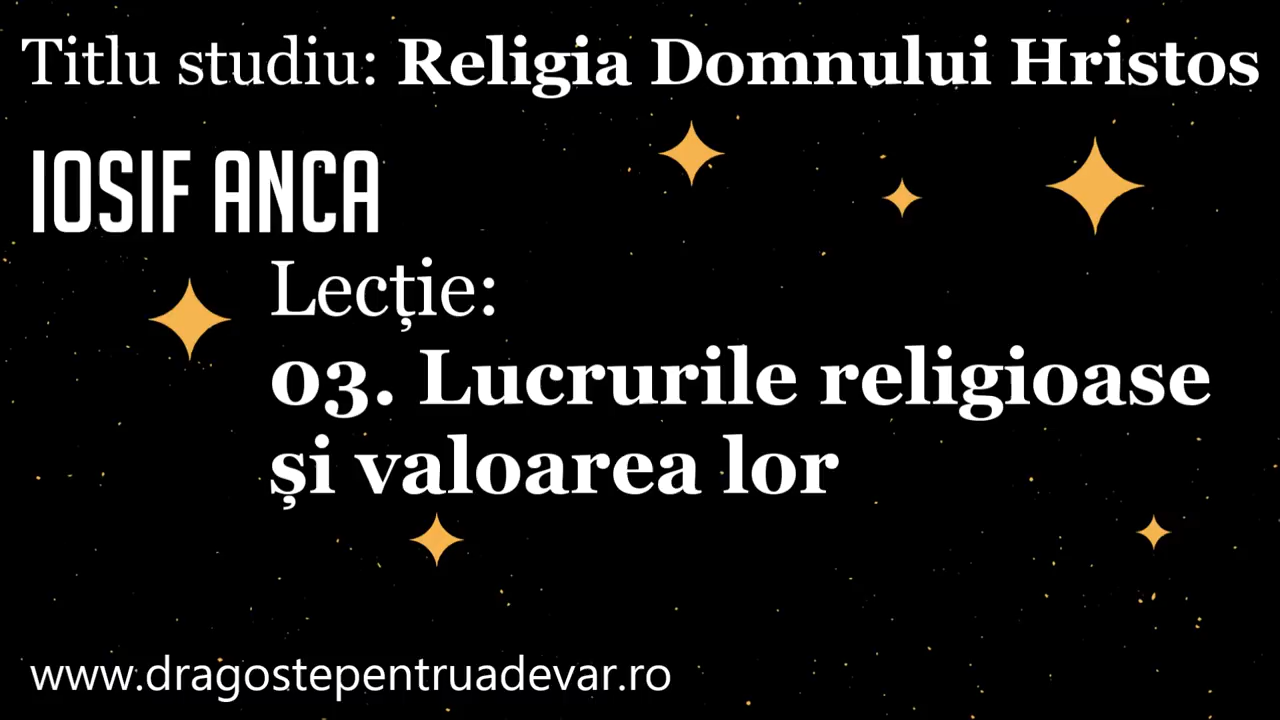 Titlu studiu: Religia Domnului Hristos
IOSIF ANCA
Lecție:
03. Lucrurile religioase
și valoarea lor
www.dragostepentruadevar.ro